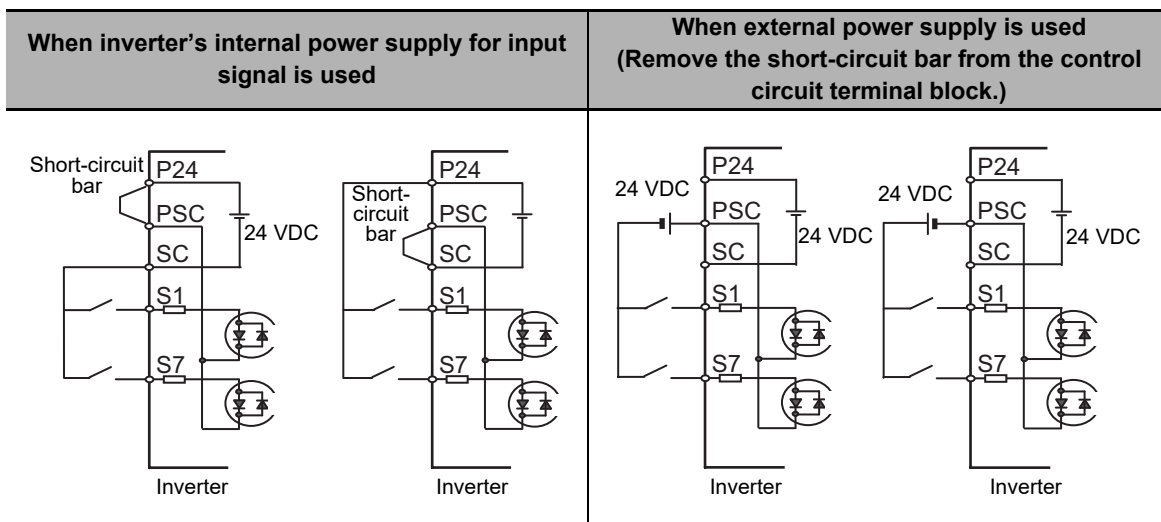 When inverter's internal power supply for input
signal is used
When external power supply is used
(Remove the short-circuit bar from the control
circuit terminal block.)
Short-circuit
bar
P24
PSC
24 VDC
SC
S1
S7
Inverter
P24
Short-
circuit
bar
PSC
SC
S1
S7
Inverter
P24
24 VDC
PSC
24 VDC
SC
S1
S7
Inverter
P24
24 VDC
PSC
24 VDC
SC
S1
S7
Inverter